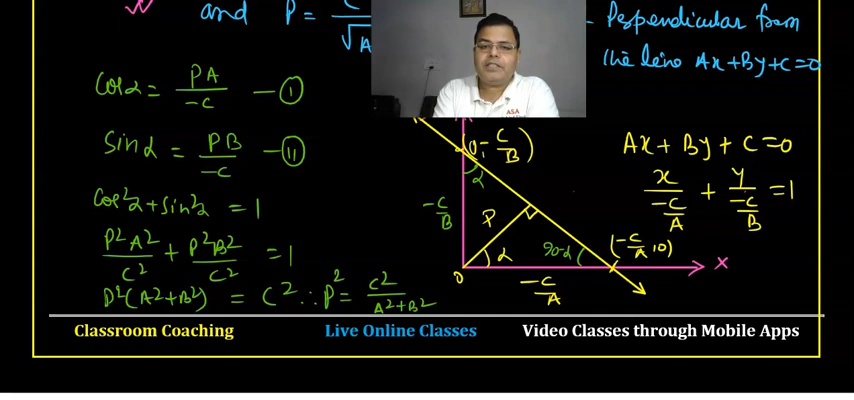 and P = C
√A
- Perpendicular from
the line Ax+By+C=0
Cosα = PA/-C - (I)
Sinα = PB/-C - (II)
Cos²α + Sin²α = 1
P²A²/C² + P²B²/C² = 1
P²(A²+B²) = C² ∴ P² = C²/A²+B²
(0, -C/B)
α
-C/B
P
α
90-α
(-C/A, 0)
O
-C/A
X
Ax + By + C = 0
x/(-C/A) + y/(-C/B) = 1
ASA
Classroom Coaching
Live Online Classes
Video Classes through Mobile Apps